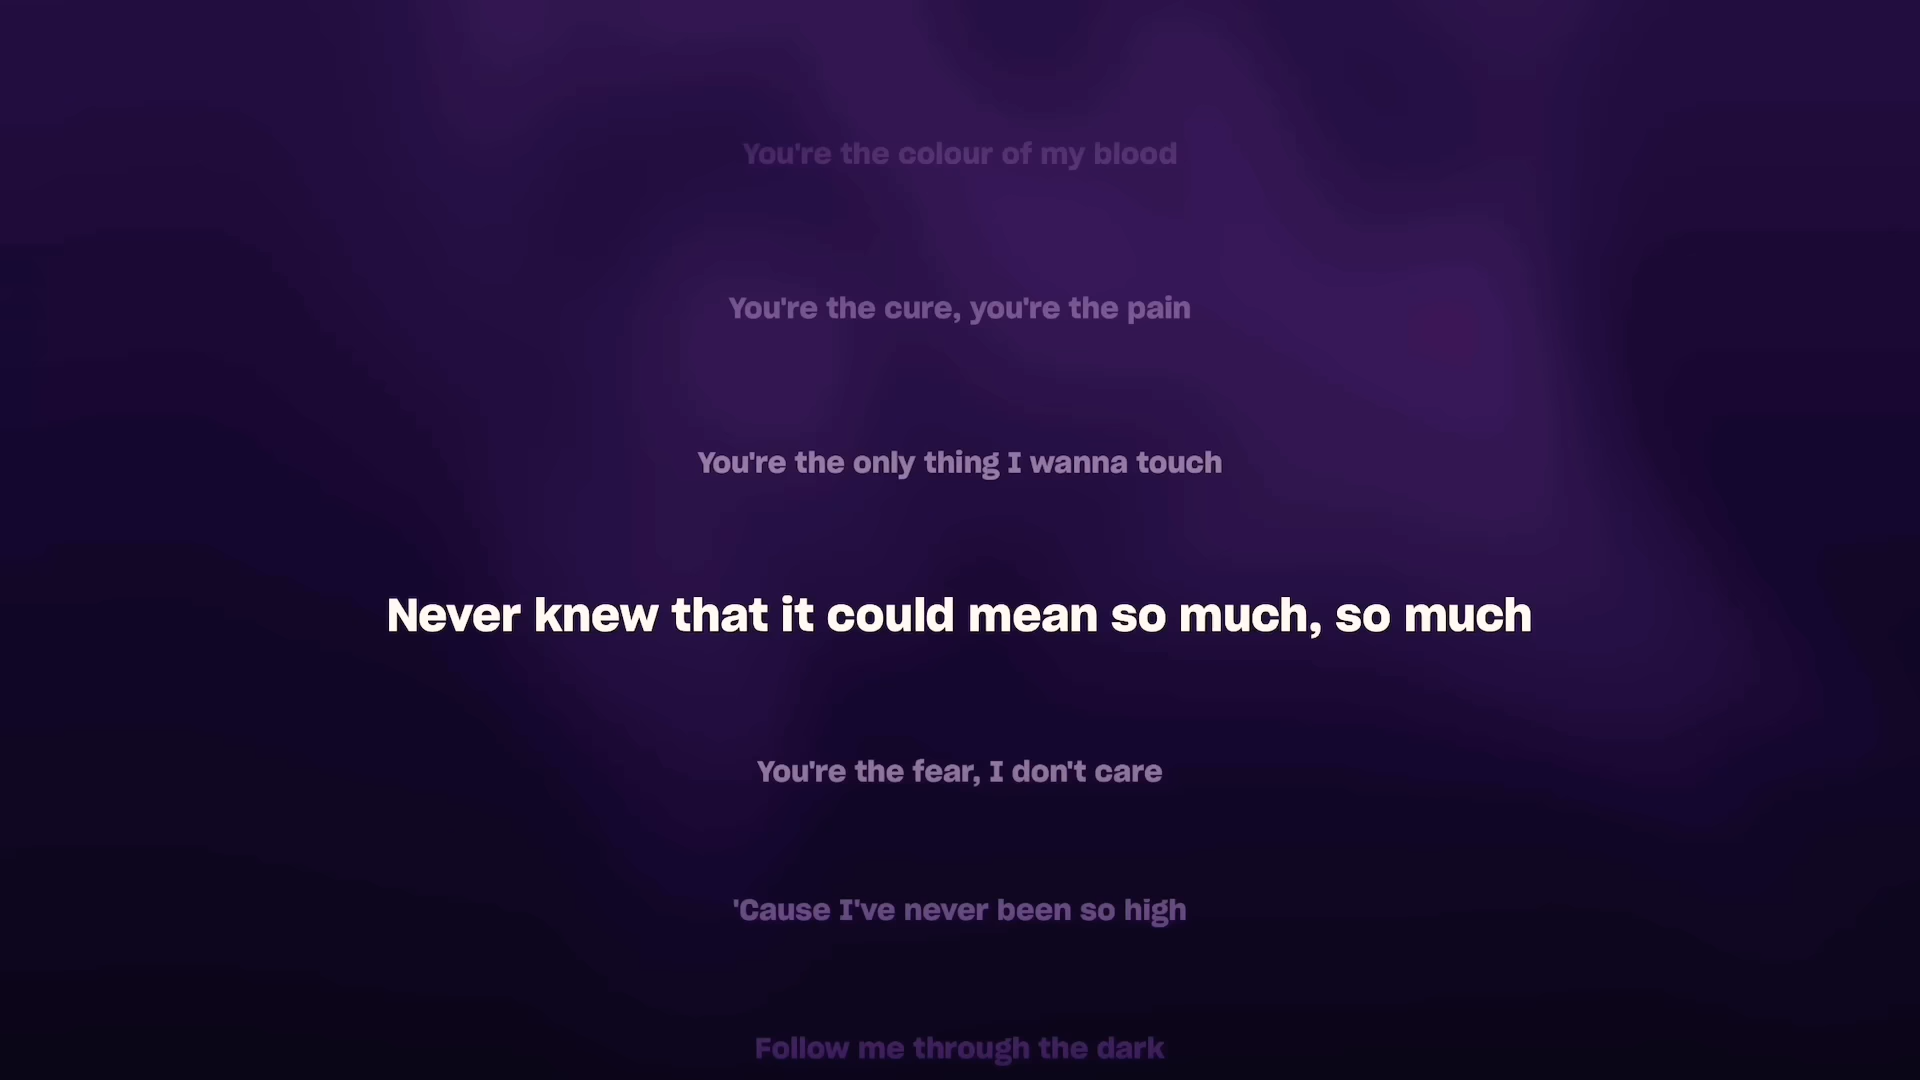 You're the colour of my blood
You're the cure, you're the pain
You're the only thing I wanna touch
Never knew that it could mean so much, so much
You're the fear, I don't care
'Cause I've never been so high
Follow me through the dark